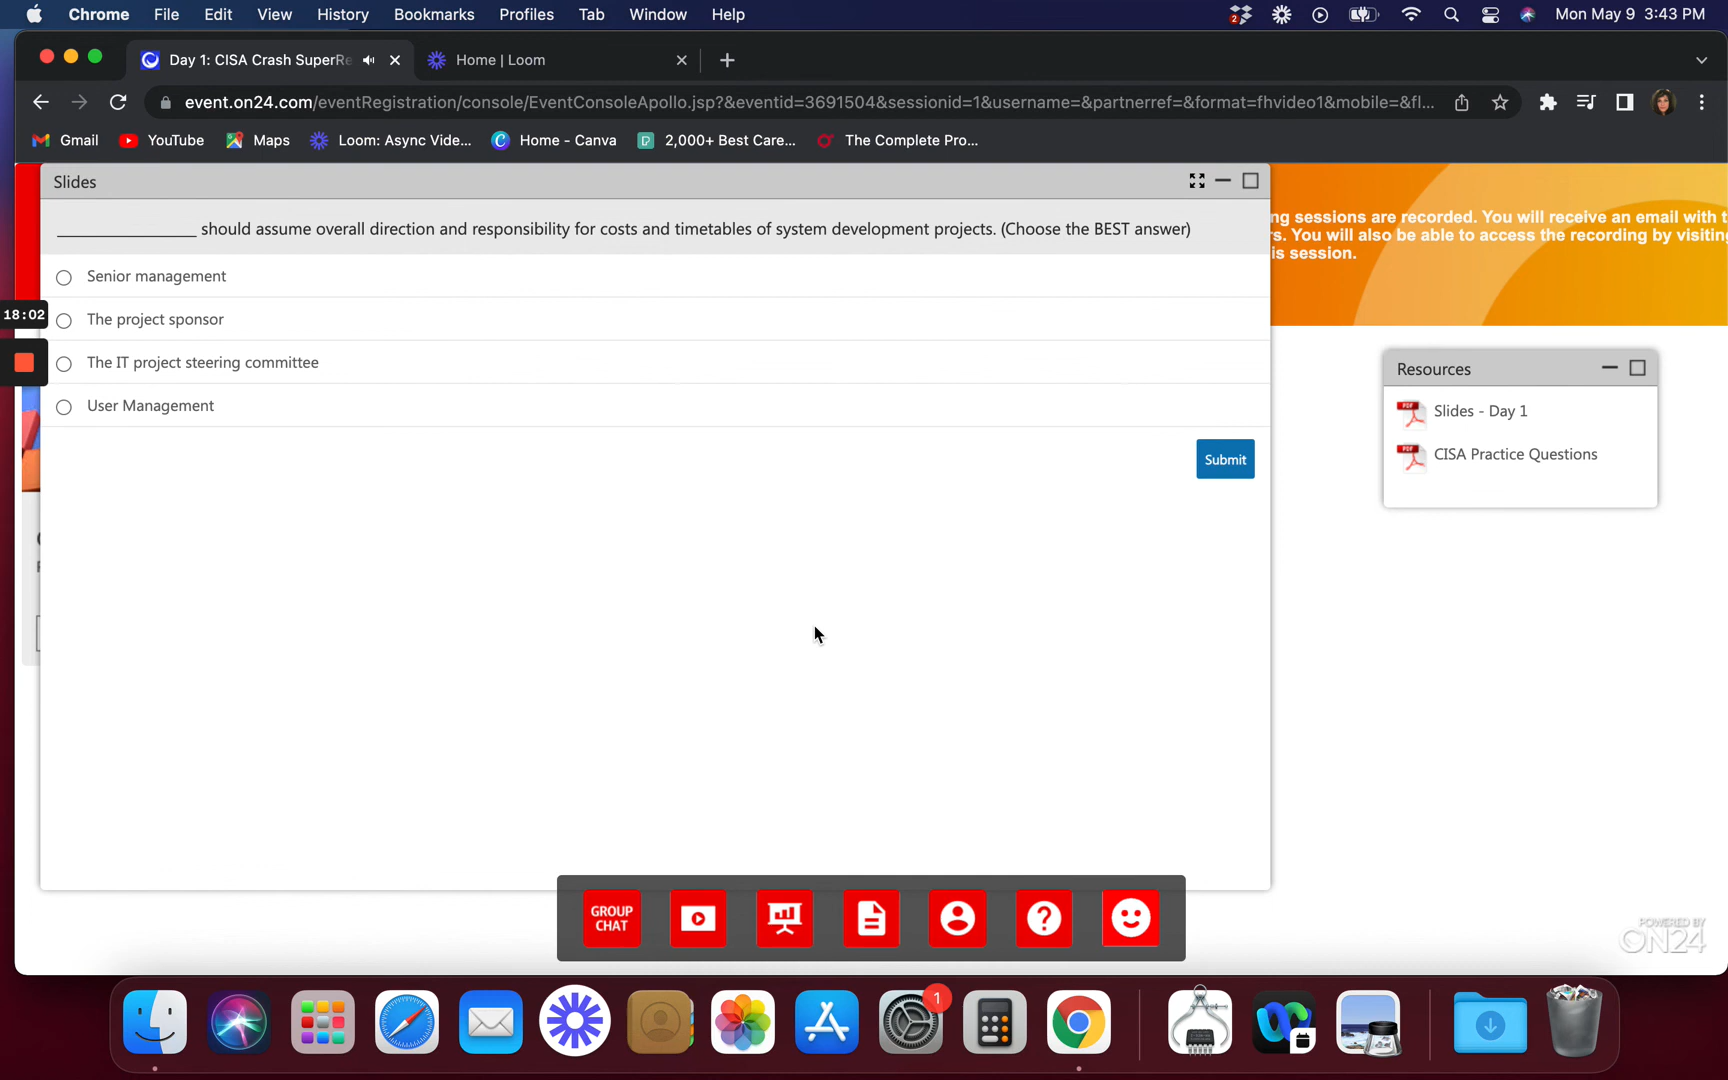 Chrome File Edit View History Bookmarks Profiles Tab Window Help 2 Mon May 9 3:43 PM
Day 1: CISA Crash SuperRe Home | Loom
event.on24.com/eventRegistration/console/EventConsoleApollo.jsp?&eventid=3691504&sessionid=1&username=&partnerref=&format=fhvideo1&mobile=&fl...
Gmail YouTube Maps Loom: Async Vide... Home - Canva 2,000+ Best Care... The Complete Pro...
Slides
ng sessions are recorded. You will receive an email with t
rs. You will also be able to access the recording by visiting
is session.
________________ should assume overall direction and responsibility for costs and timetables of system development projects. (Choose the BEST answer)
Senior management
18:02
The project sponsor
The IT project steering committee
User Management
Submit
Resources
Slides - Day 1
CISA Practice Questions
GROUP
CHAT
POWERED BY
ON24
1